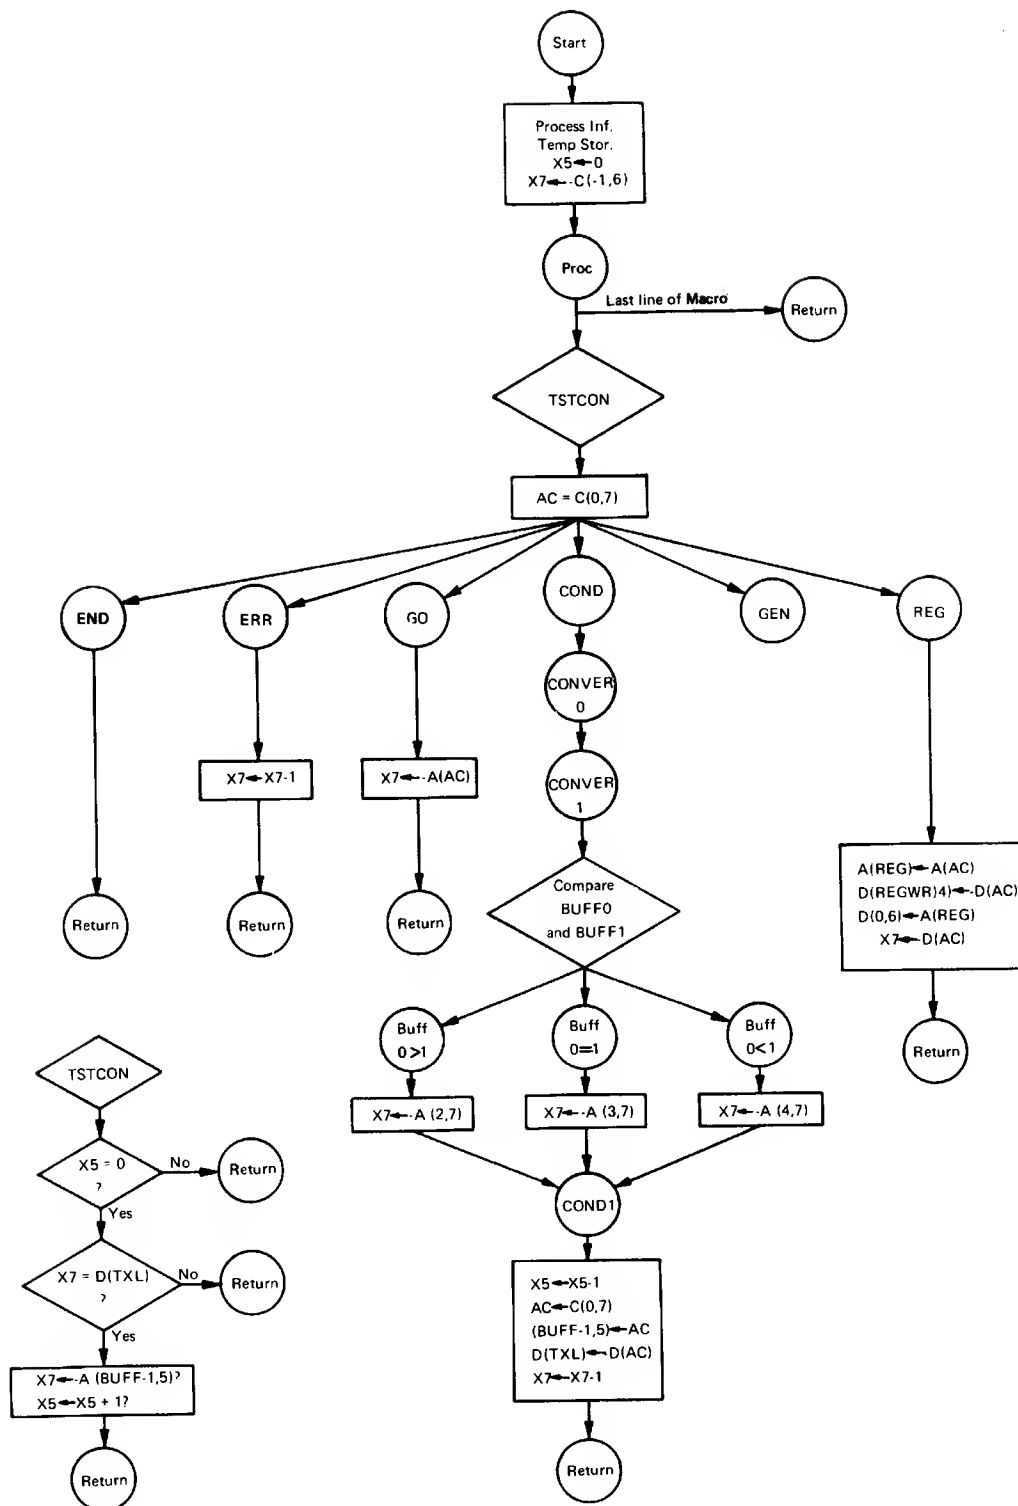 Start
Process Inf.
Temp Stor.
X5←0
X7←-C(-1,6)
Proc
Last line of Macro
Return
TSTCON
AC = C(0,7)
END
ERR
GO
COND
GEN
REG
CONVER
0
X7←X7-1
X7←-A(AC)
CONVER
1
A(REG)←A(AC)
D(REGWR)4)←-D(AC)
D(0,6)←A(REG)
X7←-D(AC)
Compare
BUFF0
and BUFF1
Return
Return
Return
Return
Buff
0>1
Buff
0=1
Buff
0<1
X7←-A (2,7)
X7←-A (3,7)
X7←-A (4,7)
COND1
X5←X5-1
AC←C(0,7)
(BUFF-1,5)←AC
D(TXL)←-D(AC)
X7←X7-1
Return
TSTCON
X5 = 0
?
No
Return
Yes
X7 = D(TXL)
?
No
Return
Yes
X7←-A (BUFF-1,5)?
X5←X5 + 1?
Return